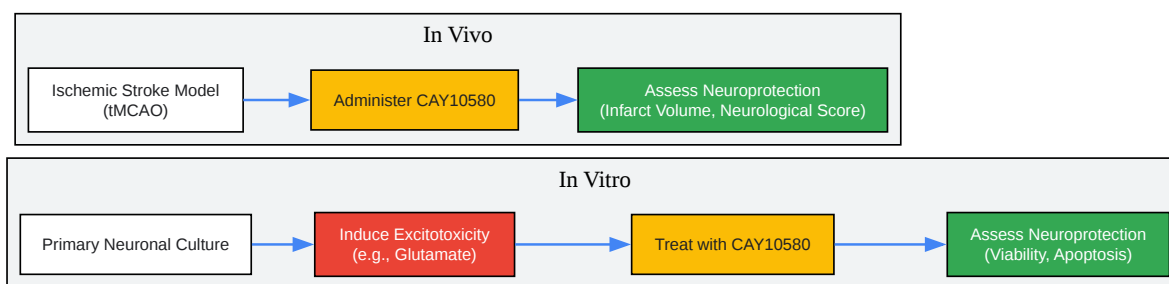 In Vivo
Ischemic Stroke Model
(tMCAO)
Administer CAY10580
Assess Neuroprotection
(Infarct Volume, Neurological Score)
In Vitro
Primary Neuronal Culture
Induce Excitotoxicity
(e.g., Glutamate)
Treat with CAY10580
Assess Neuroprotection
(Viability, Apoptosis)